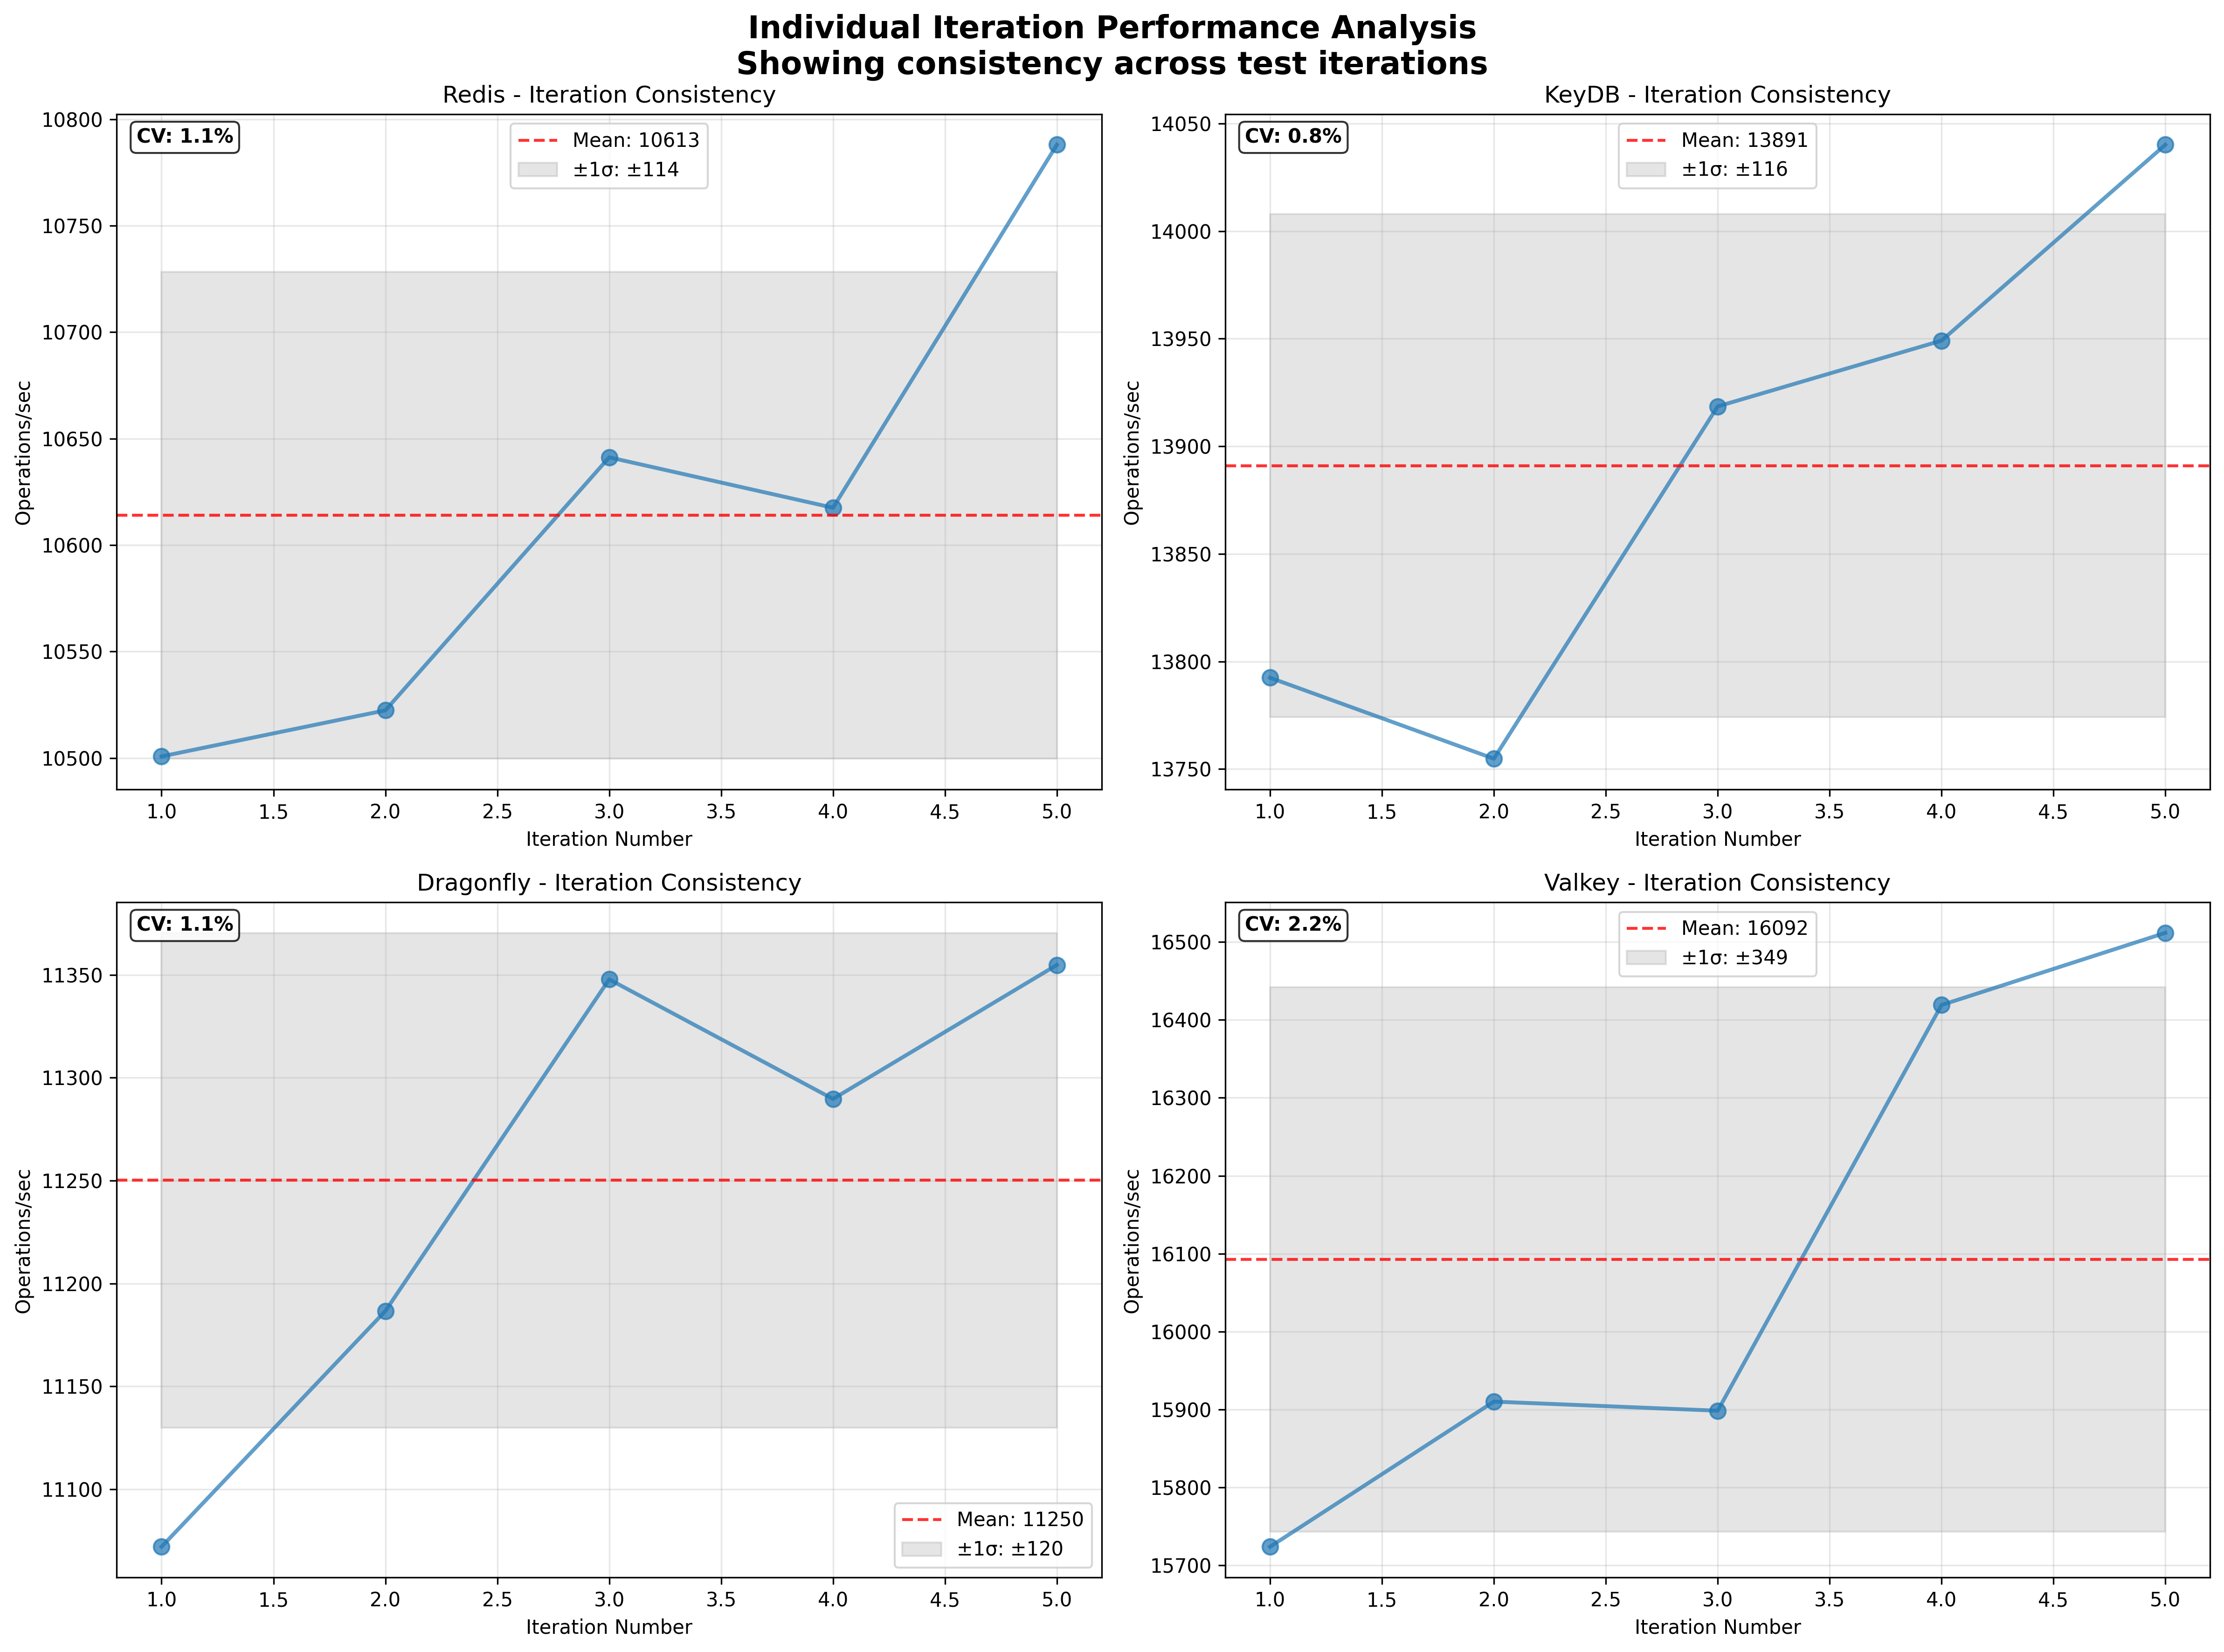 Individual Iteration Performance Analysis
Showing consistency across test iterations
Redis - Iteration Consistency
CV: 1.1%
Mean: 10613
±1σ: ±114
Operations/sec
10800
10750
10700
10650
10600
10550
10500
1.0 1.5 2.0 2.5 3.0 3.5 4.0 4.5 5.0
Iteration Number
KeyDB - Iteration Consistency
CV: 0.8%
Mean: 13891
±1σ: ±116
Operations/sec
14050
14000
13950
13900
13850
13800
13750
1.0 1.5 2.0 2.5 3.0 3.5 4.0 4.5 5.0
Iteration Number
Dragonfly - Iteration Consistency
CV: 1.1%
Operations/sec
11350
11300
11250
11200
11150
11100
Mean: 11250
±1σ: ±120
1.0 1.5 2.0 2.5 3.0 3.5 4.0 4.5 5.0
Iteration Number
Valkey - Iteration Consistency
CV: 2.2%
Mean: 16092
±1σ: ±349
Operations/sec
16500
16400
16300
16200
16100
16000
15900
15800
15700
1.0 1.5 2.0 2.5 3.0 3.5 4.0 4.5 5.0
Iteration Number